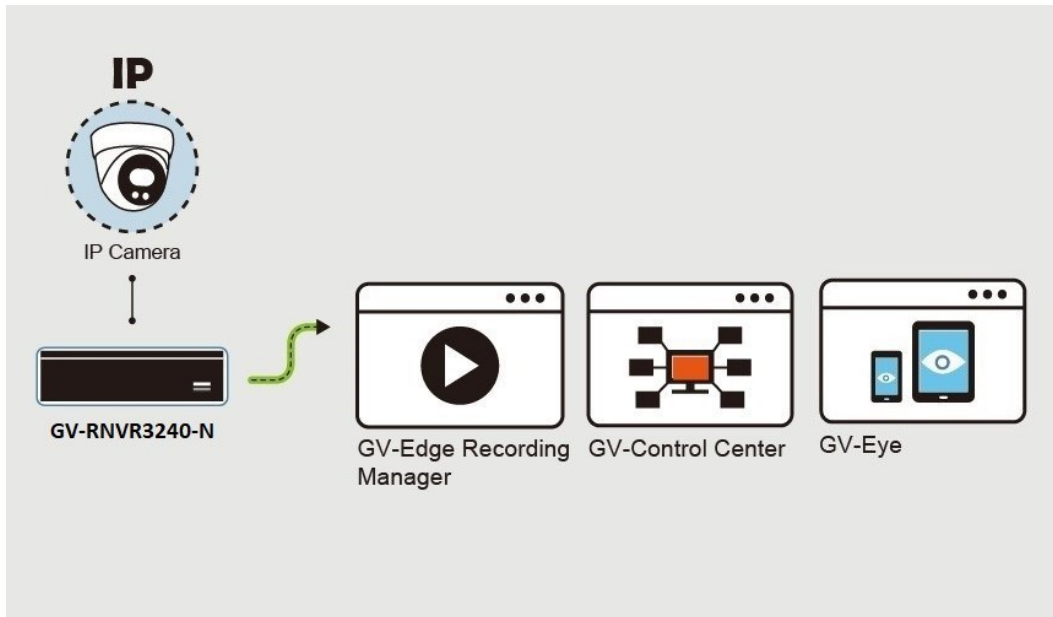 IP
IP Camera
GV-RNVR3240-N
GV-Edge Recording
Manager
GV-Control Center
GV-Eye